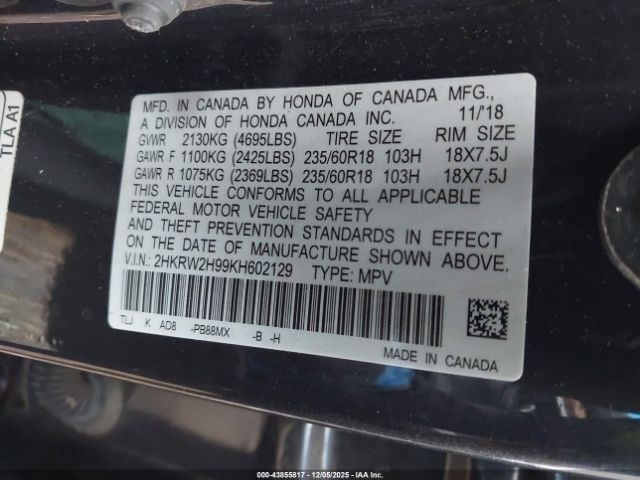 TLA A1
MFD. IN CANADA BY HONDA OF CANADA MFG.,
A DIVISION OF HONDA CANADA INC. 11/'18
GVWR 2130KG (4695LBS) TIRE SIZE RIM SIZE
GAWR F 1100KG (2425LBS) 235/60R18 103H 18X7.5J
GAWR R 1075KG (2369LBS) 235/60R18 103H 18X7.5J
THIS VEHICLE CONFORMS TO ALL APPLICABLE
FEDERAL MOTOR VEHICLE SAFETY
AND THEFT PREVENTION STANDARDS IN EFFECT
ON THE DATE OF MANUFACTURE SHOWN ABOVE.
V.I.N.: 2HKRW2H99KH602129 TYPE: MPV
TLJ K AD8 -PB88MX -B -H
MADE IN CANADA
000-43855817 - 12/05/2025 - IAA Inc.